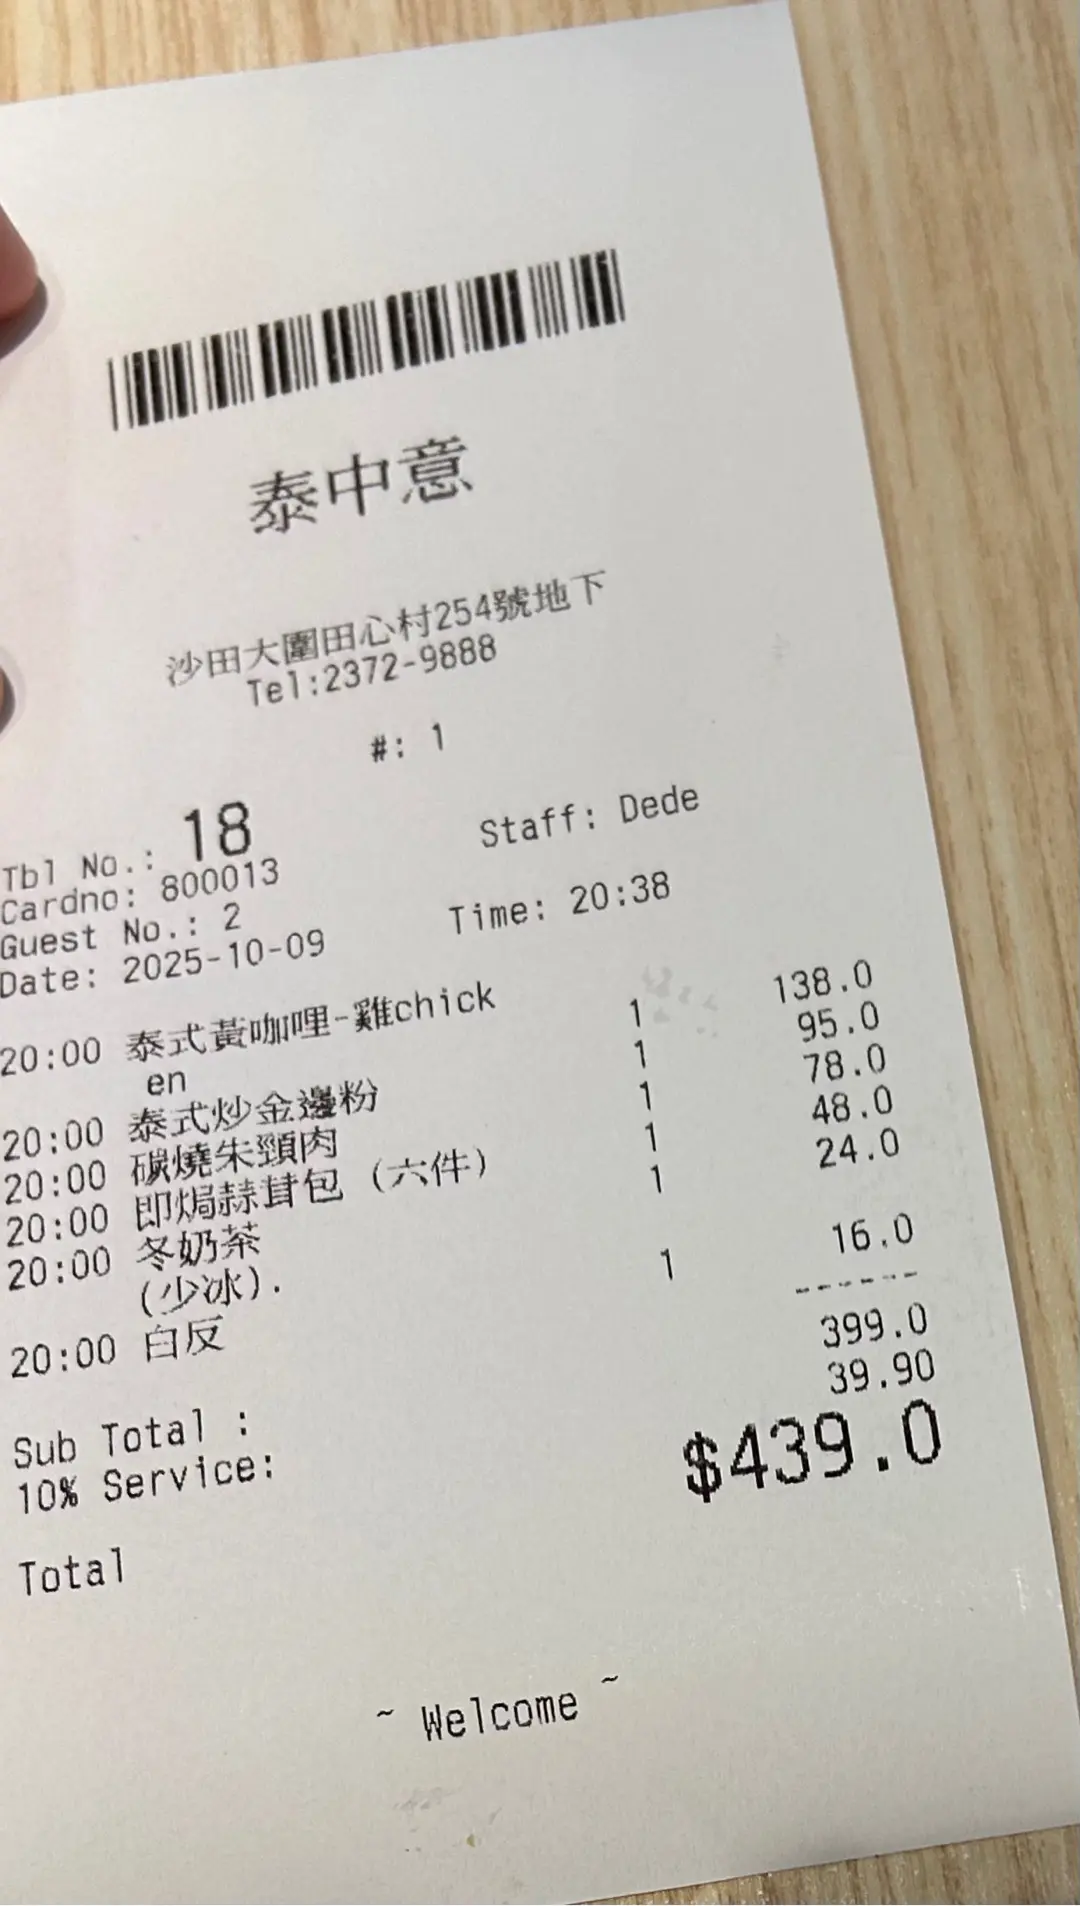 泰中意
沙田大圍田心村254號地下
Tel:2372-9888
#: 1
Tbl No.: 18 Staff: Dede
Cardno: 800013
Guest No.: 2
Date: 2025-10-09 Time: 20:38
20:00 泰式黃咖哩-雞chick 1 138.0
en
20:00 泰式炒金邊粉 1 95.0
20:00 碳燒朱頸肉 1 78.0
20:00 即焗蒜茸包 (六件) 1 48.0
20:00 冬奶茶 1 24.0
(少冰).
20:00 白反 1 16.0
------
Sub Total : 399.0
10% Service: 39.90
Total $439.0
~ Welcome ~